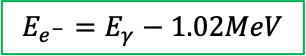 E_{e^-} = E_γ − 1.02MeV